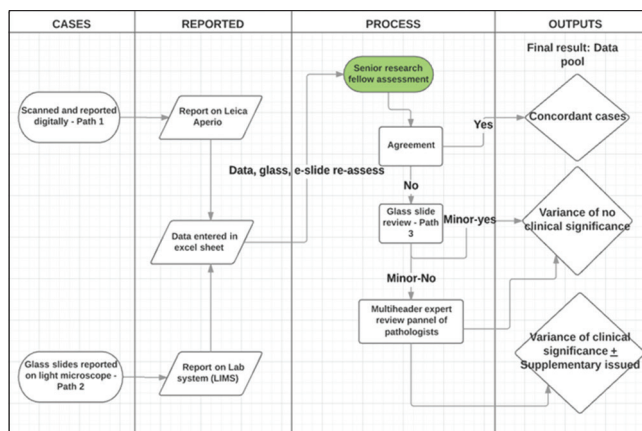 CASES
REPORTED
PROCESS
OUTPUTS
Final result: Data
pool
Senior research
fellow assessment
Scanned and reported
digitally - Path 1
Report on Leica
Aperio
Concordant cases
Yes
Agreement
Data, glass, e-slide re-assess
No
Glass slide
review - Path
3
Minor-yes
Variance of no
clinical significance
Data entered in
excel sheet
Minor-No
Multiheader expert
review pannel of
pathologists
Variance of clinical
significance +
Supplementary issued
Glass slides reported
on light microscope -
Path 2
Report on Lab
system (LIMS)